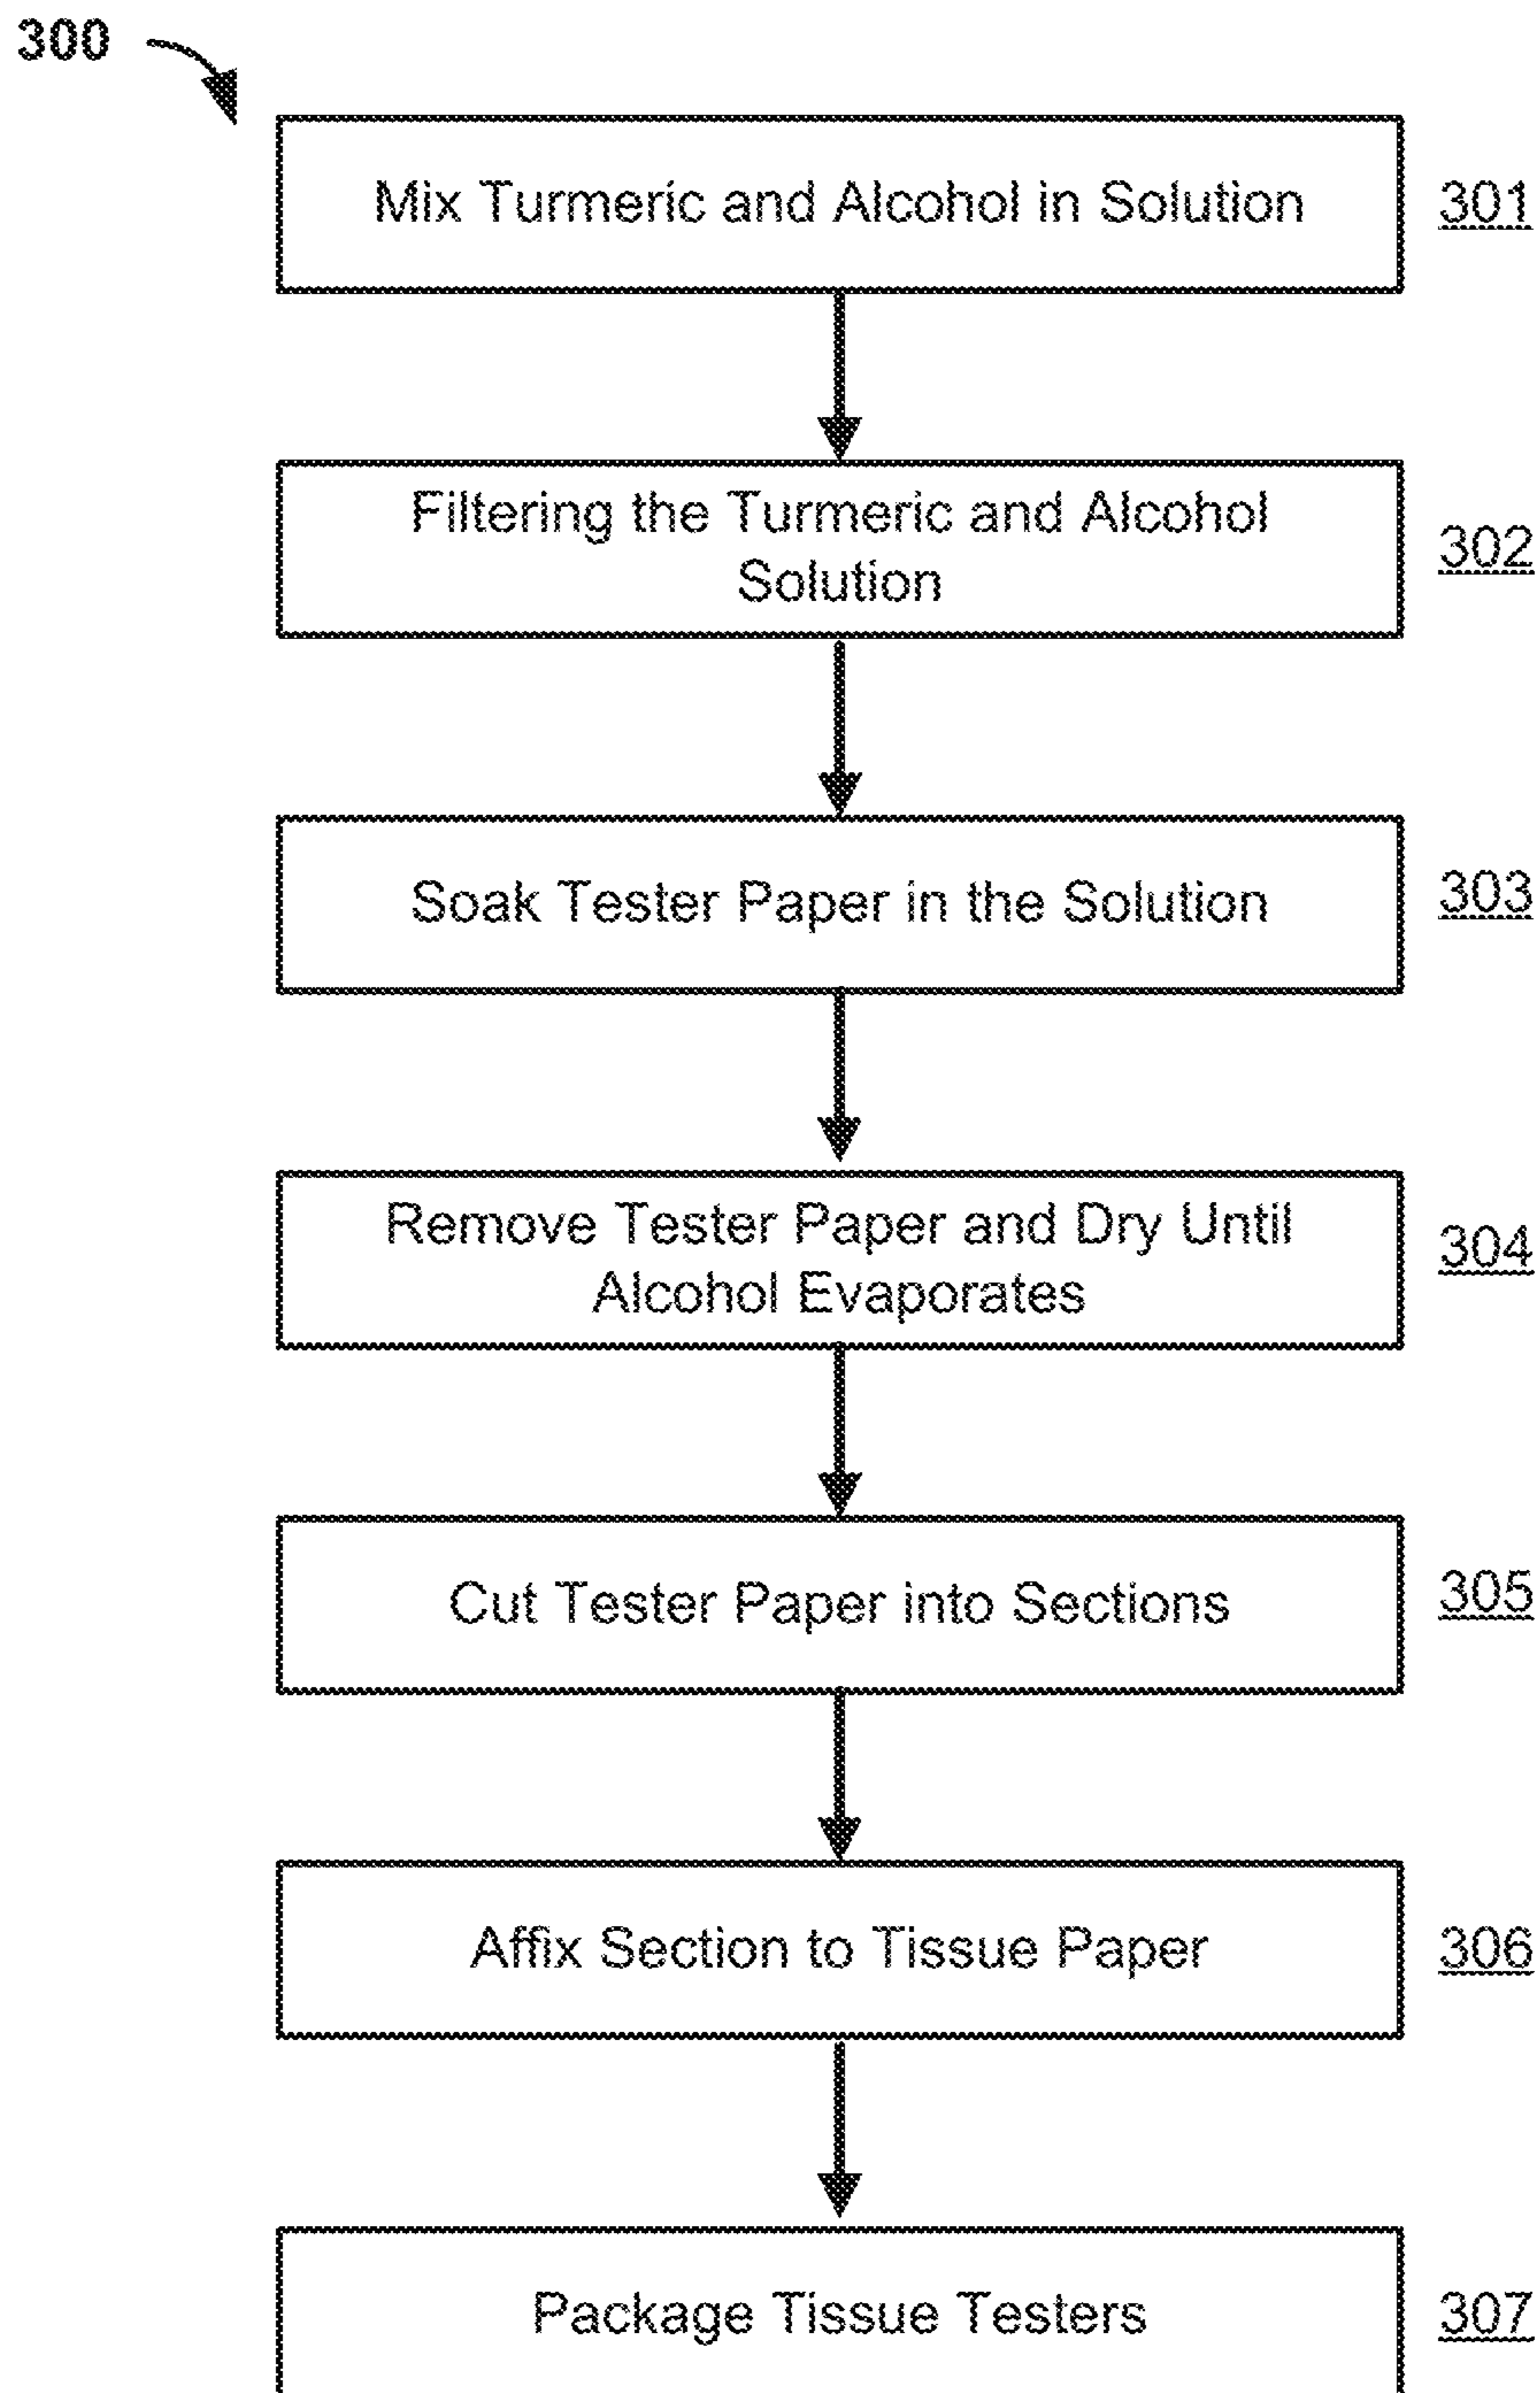 300
Mix Turmeric and Alcohol in Solution
301
Filtering the Turmeric and Alcohol
Solution
302
Soak Tester Paper in the Solution
303
Remove Tester Paper and Dry Until
Alcohol Evaporates
304
Cut Tester Paper into Sections
305
Affix Section to Tissue Paper
306
Package Tissue Testers
307